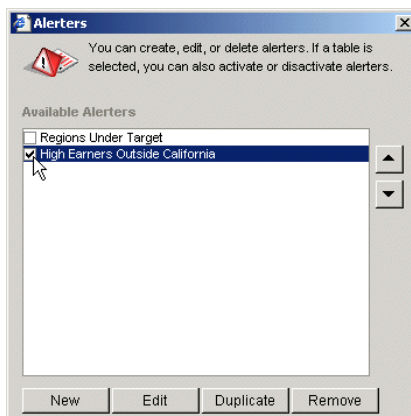 Alerters
You can create, edit, or delete alerters. If a table is
selected, you can also activate or disactivate alerters.
Available Alerters
Regions Under Target
High Earners Outside California
New Edit Duplicate Remove